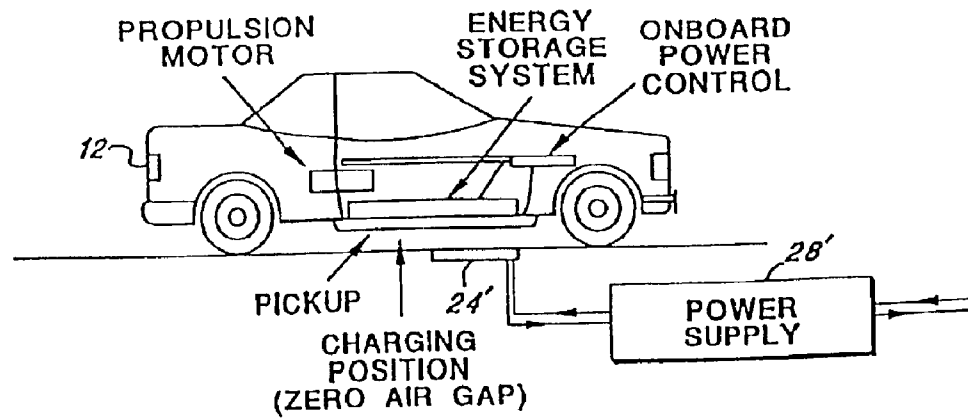 PROPULSION
MOTOR
ENERGY
STORAGE
SYSTEM
ONBOARD
POWER
CONTROL
12
PICKUP
24'
28'
POWER
SUPPLY
CHARGING
POSITION
(ZERO AIR GAP)